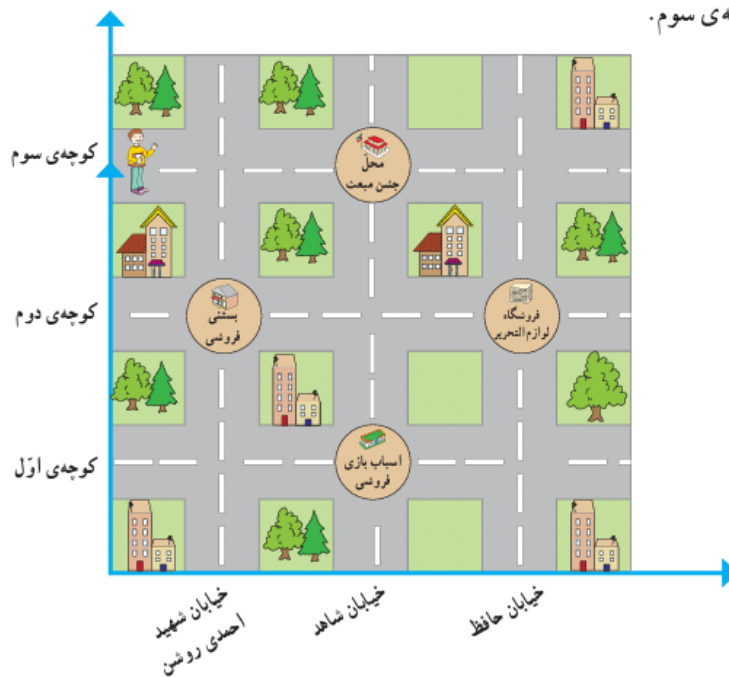 ـه‌ی سوم.
کوچه‌ی سوم
محل
جشن مبعث
کوچه‌ی دوم
بستنی
فروشی
فروشگاه
لوازم التحریر
کوچه‌ی اوّل
اسباب بازی
فروشی
خیابان شهید
احمدی روشن
خیابان شاهد
خیابان حافظ